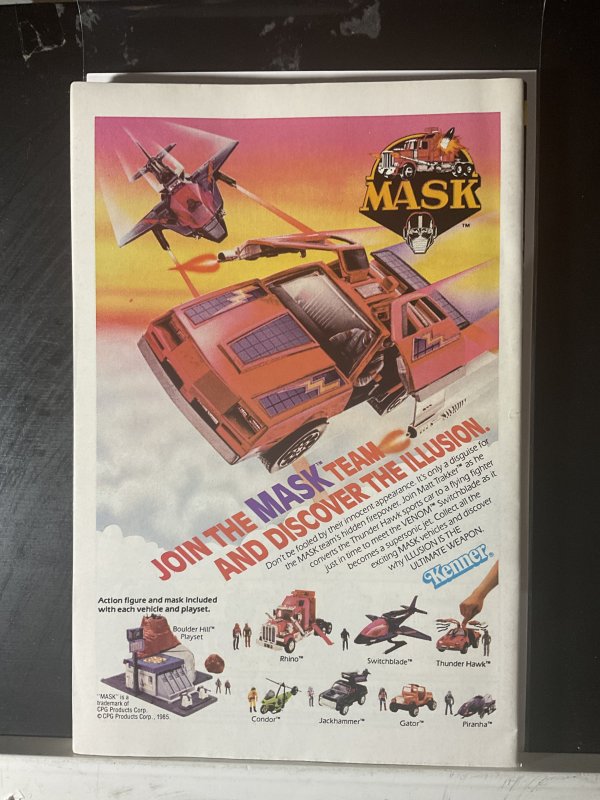 MASK
TM
JOIN THE MASK™ TEAM
AND DISCOVER THE ILLUSION.
Don't be fooled by their innocent appearance. It's only a disguise for
the MASK team's hidden firepower. Join Matt Trakker™ as he
converts the Thunder Hawk sports car to a flying fighter
just in time to meet the VENOM™ Switchblade as it
becomes a supersonic jet. Collect all the
exciting MASK vehicles and discover
why ILLUSION IS THE
ULTIMATE WEAPON.
Kenner®
Action figure and mask included
with each vehicle and playset.
Boulder Hill™
Playset
Rhino™
Switchblade™
Thunder Hawk™
Condor™
Jackhammer™
Gator™
Piranha™
"MASK" is a
trademark of
CPG Products Corp.
© CPG Products Corp., 1985.